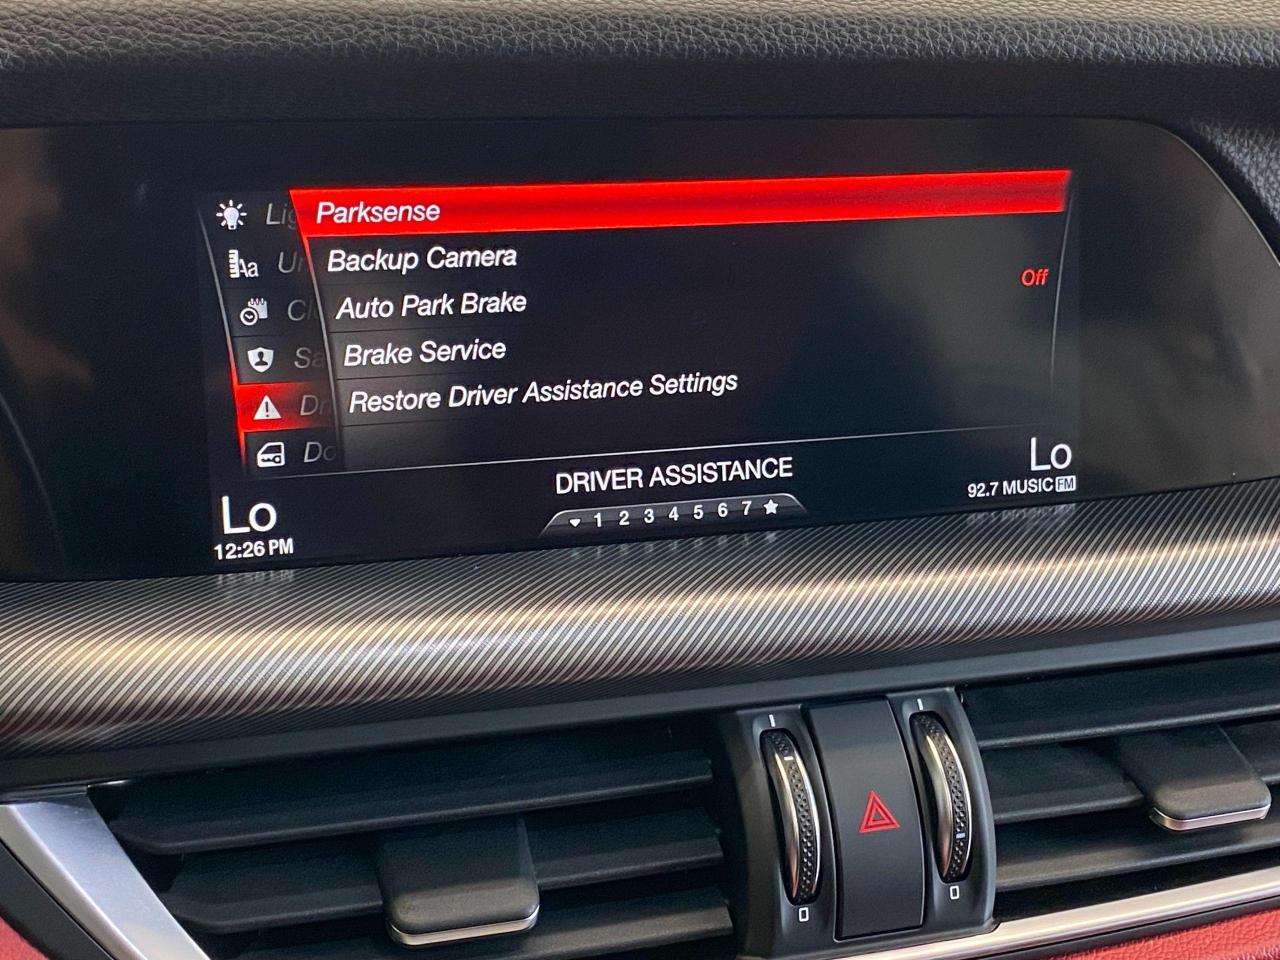 Parksense
Backup Camera
Auto Park Brake
Off
Brake Service
Restore Driver Assistance Settings
DRIVER ASSISTANCE
1 2 3 4 5 6 7
Lo
12:26 PM
Lo
92.7 MUSIC FM
Aa